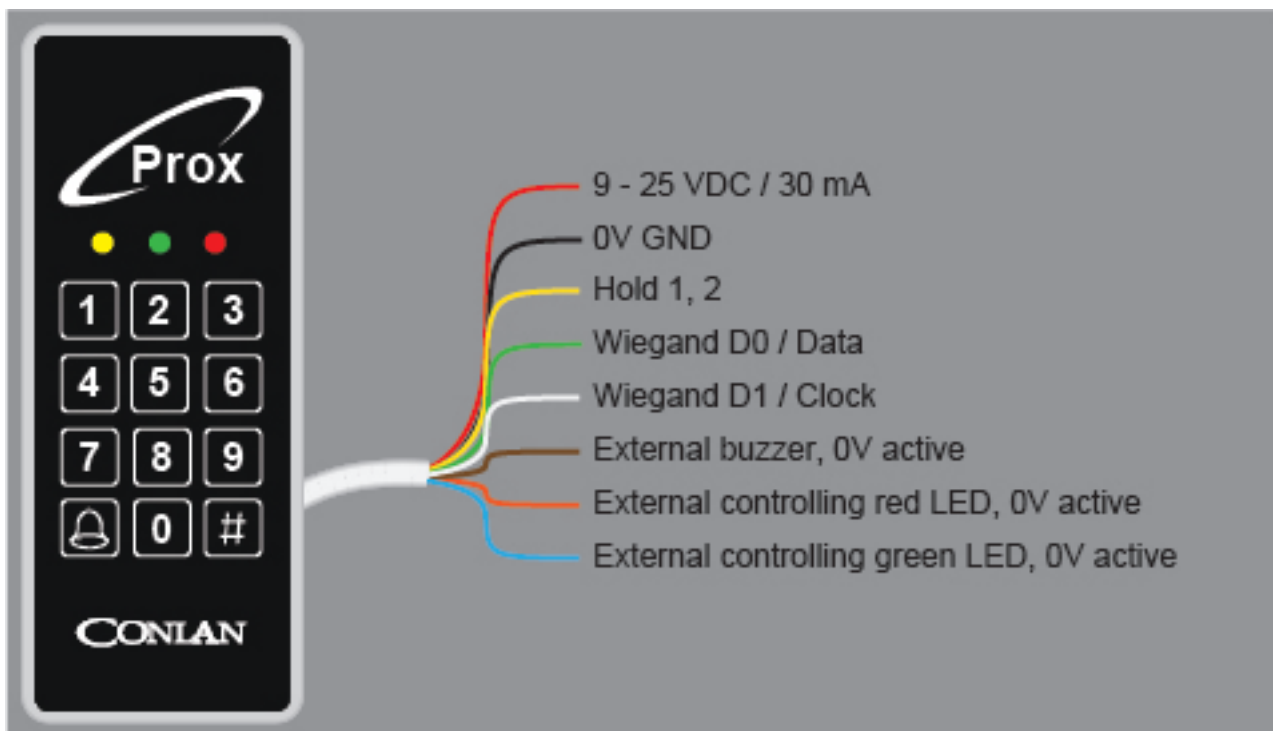 Prox
1 2 3
4 5 6
7 8 9
0 #
CONLAN
9 - 25 VDC / 30 mA
0V GND
Hold 1, 2
Wiegand D0 / Data
Wiegand D1 / Clock
External buzzer, 0V active
External controlling red LED, 0V active
External controlling green LED, 0V active